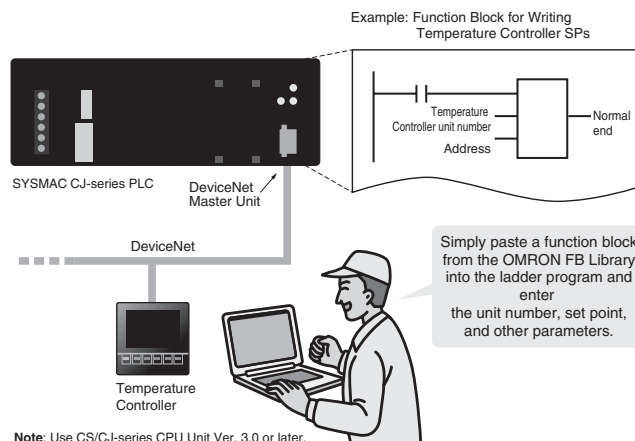 Example: Function Block for Writing
Temperature Controller SPs
Temperature
Controller unit number
Address
Normal
end
SYSMAC CJ-series PLC
DeviceNet
Master Unit
DeviceNet
Simply paste a function block
from the OMRON FB Library
into the ladder program and
enter
the unit number, set point,
and other parameters.
Temperature
Controller
Note: Use CS/CJ-series CPU Unit Ver. 3.0 or later.